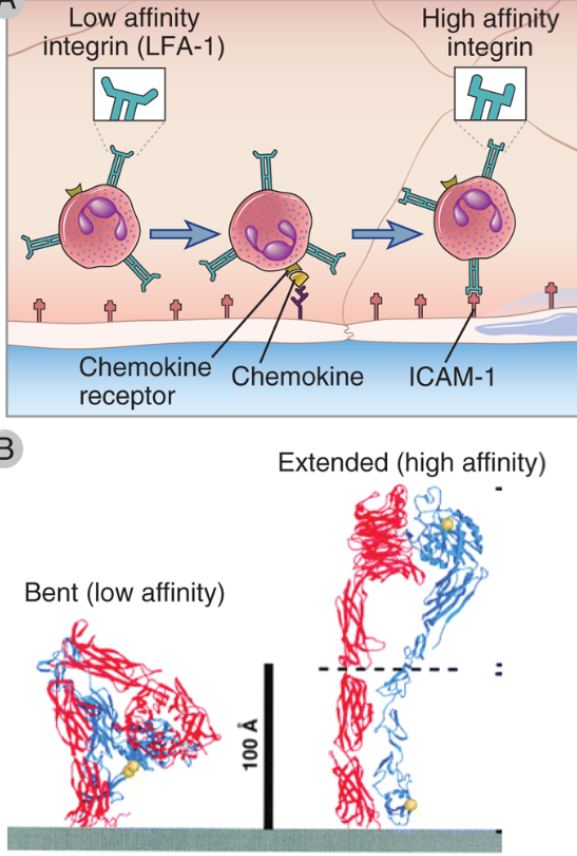 A
Low affinity
integrin (LFA-1)
High affinity
integrin
Chemokine
receptor
Chemokine
ICAM-1
B
Extended (high affinity)
Bent (low affinity)
100 Å